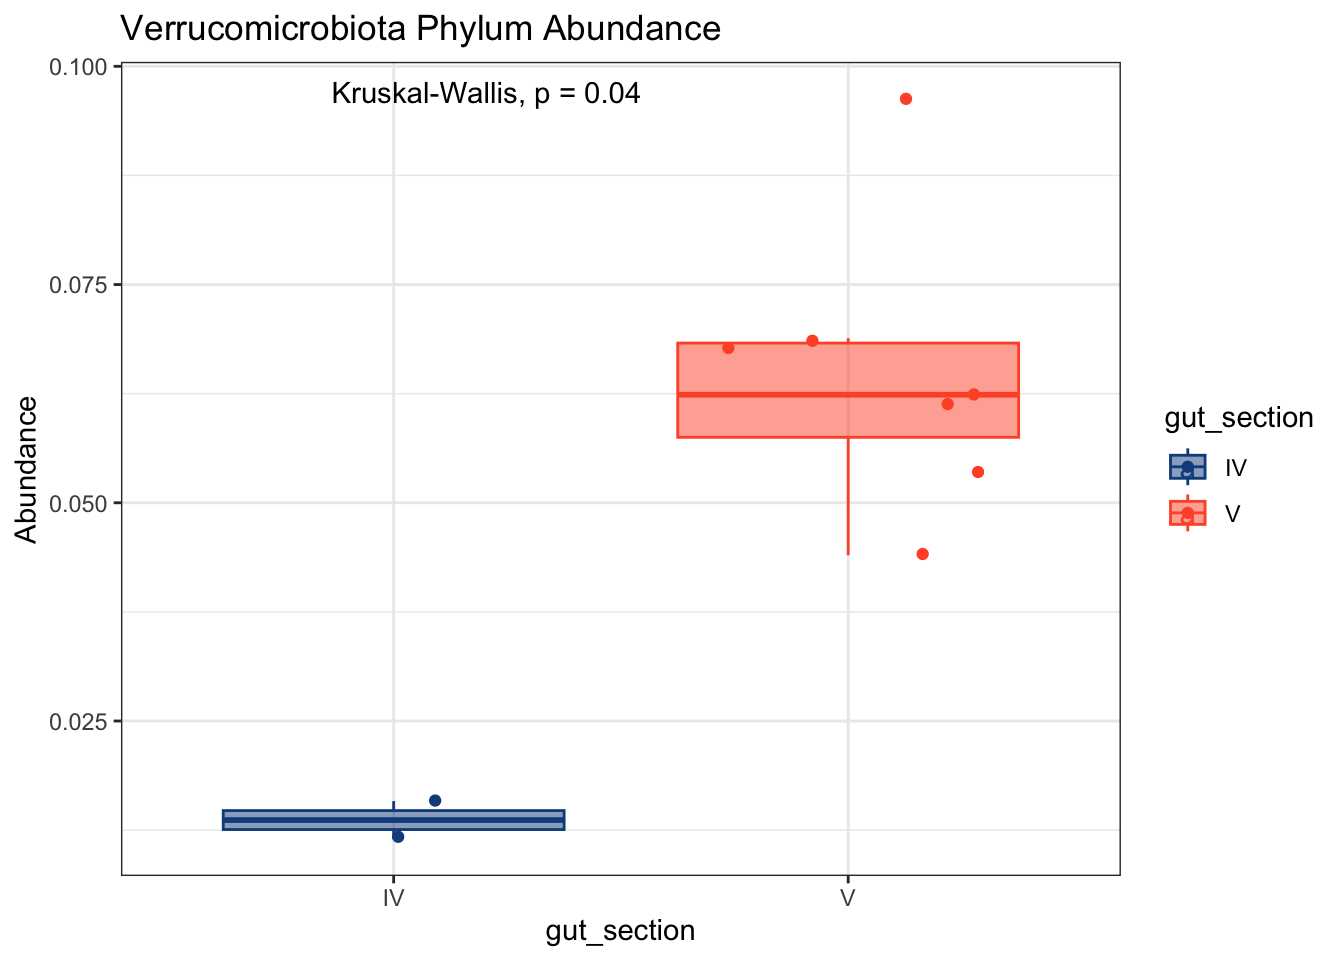 Verrucomicrobiota Phylum Abundance
Kruskal-Wallis, p = 0.04
0.100
0.075
0.050
0.025
Abundance
IV
V
gut_section
gut_section
IV
V